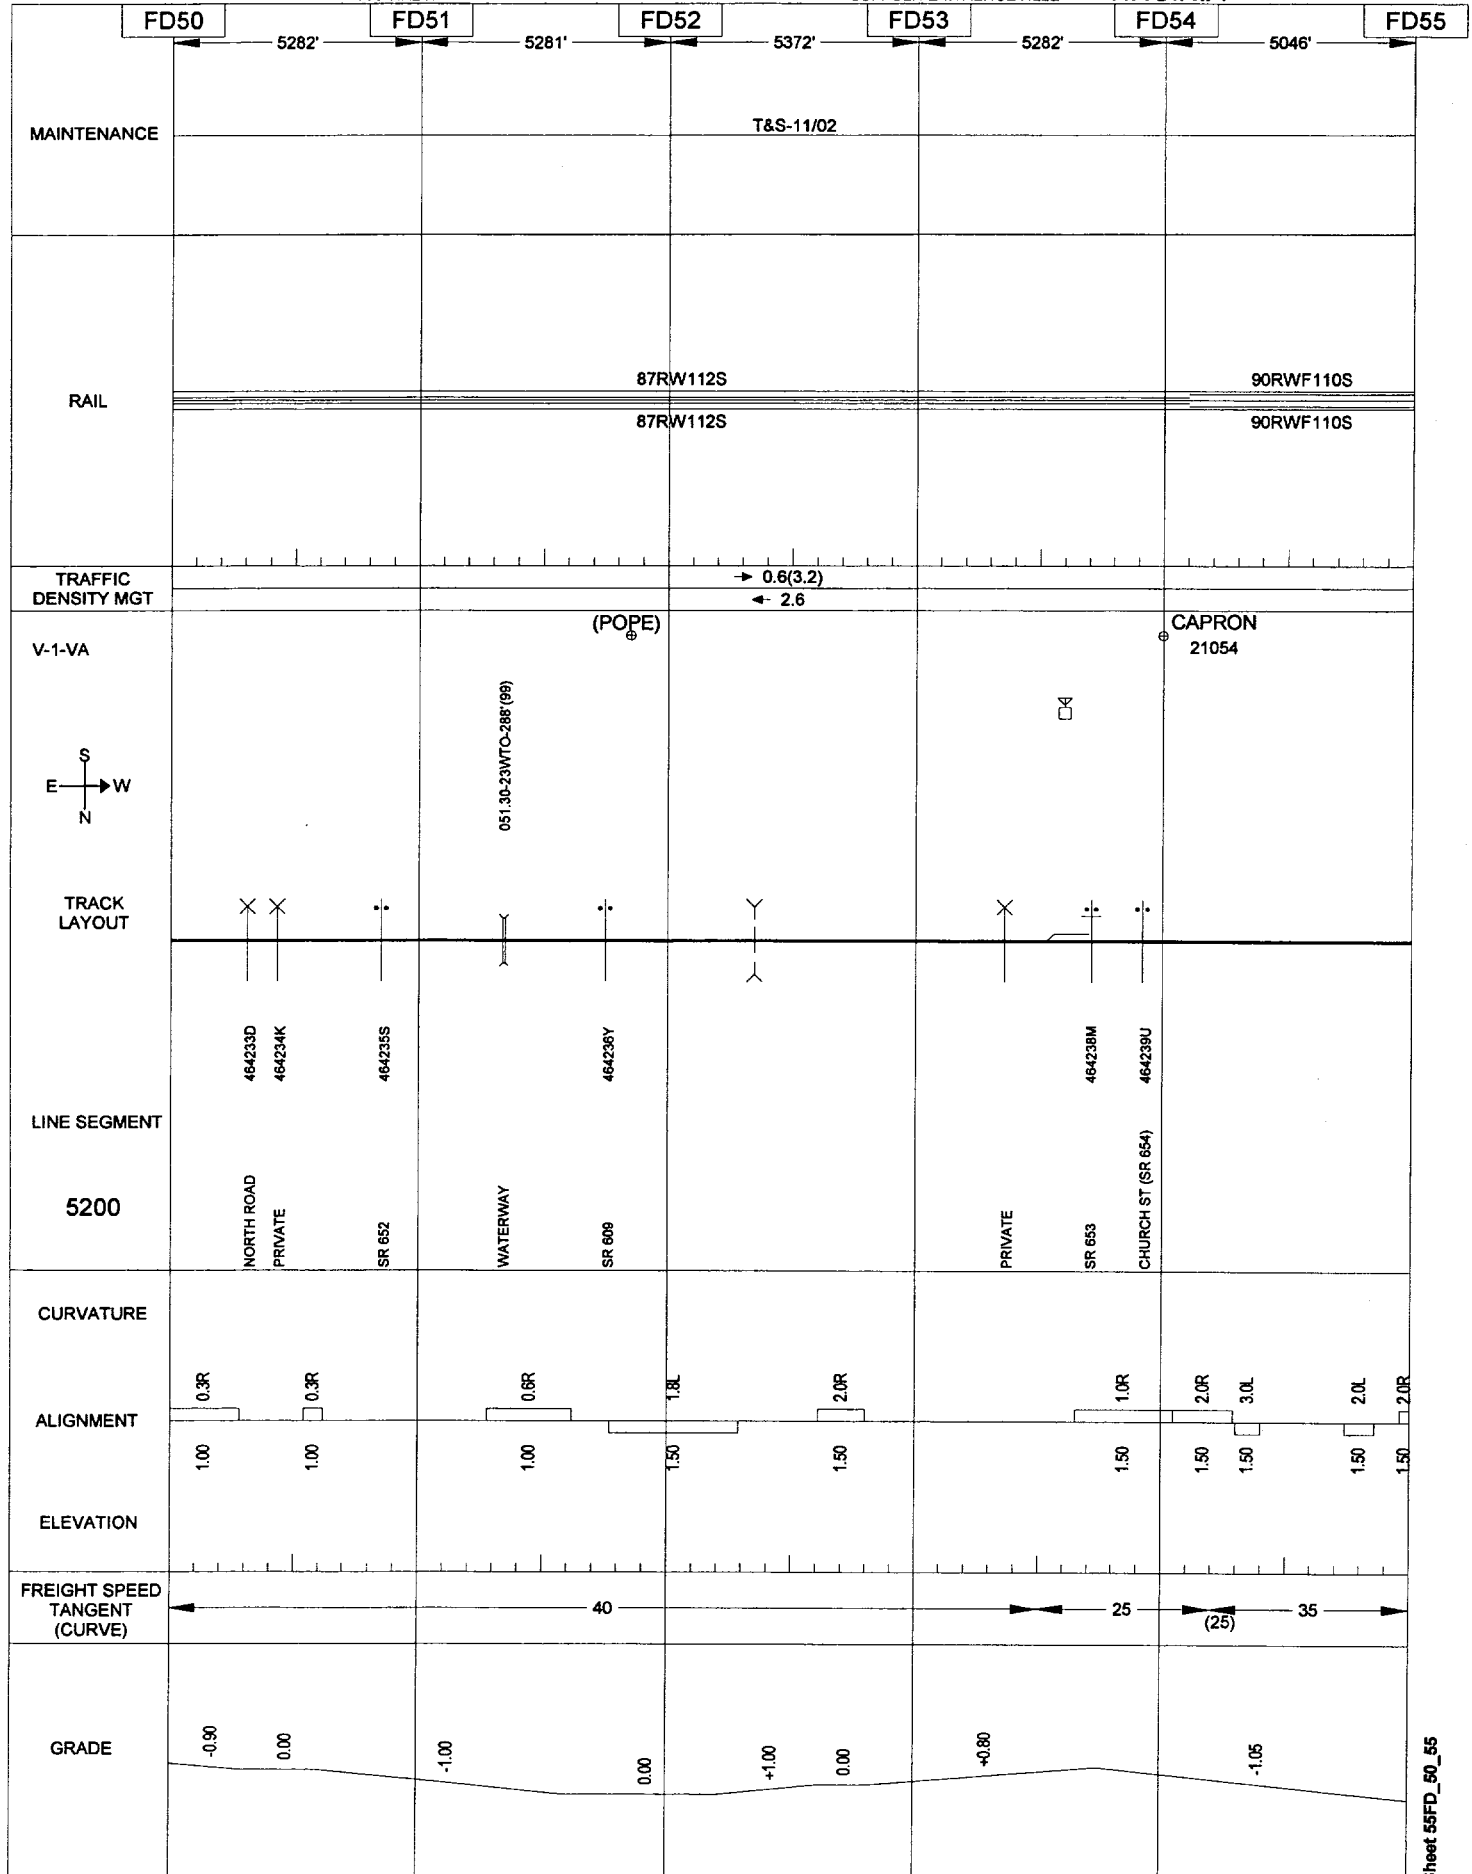 FD50 FD51 FD52 FD53 FD54 FD55
5282' 5281' 5372' 5282' 5046'
MAINTENANCE
T&S-11/02
RAIL
87RW112S 90RWF110S
87RW112S 90RWF110S
TRAFFIC
DENSITY MGT
0.6(3.2)
2.6
V-1-VA
(POPE)
CAPRON
21054
051.30-23WTO-288'(99)
S
E W
N
TRACK
LAYOUT
464233D
464234K
464235S
464236Y
464238M
464239U
LINE SEGMENT
5200
NORTH ROAD
PRIVATE
SR 652
WATERWAY
SR 609
PRIVATE
SR 653
CHURCH ST (SR 654)
CURVATURE
0.3R 0.3R 0.6R 1.8L 2.0R 1.0R 2.0R 3.0L 2.0L 2.0R
ALIGNMENT
1.00 1.00 1.00 1.50 1.50 1.50 1.50 1.50 1.50 1.50
ELEVATION
FREIGHT SPEED
TANGENT
(CURVE)
40 25 (25) 35
GRADE
-0.90 0.00 -1.00 0.00 +1.00 0.00 +0.80 -1.05
55FD_50_55